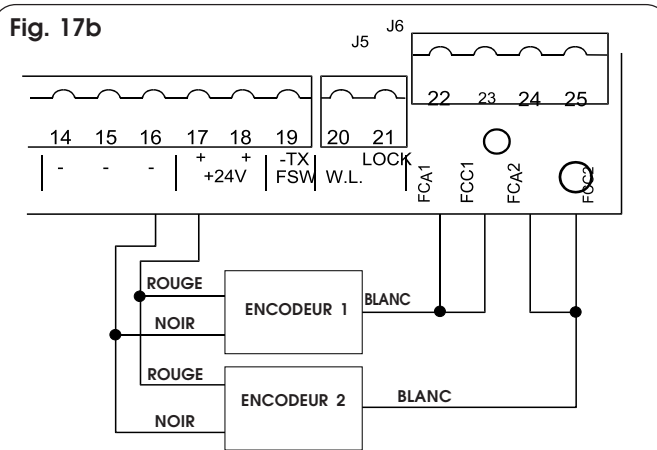 Fig. 17b
J5 J6
22 23 24 25
14 15 16 17 18 19 20 21
- - - + + -TX LOCK
+24V FSW W.L.
FCA1 FCC1 FCA2 FCC2
ROUGE
ENCODEUR 1
BLANC
NOIR
ROUGE
ENCODEUR 2
BLANC
NOIR